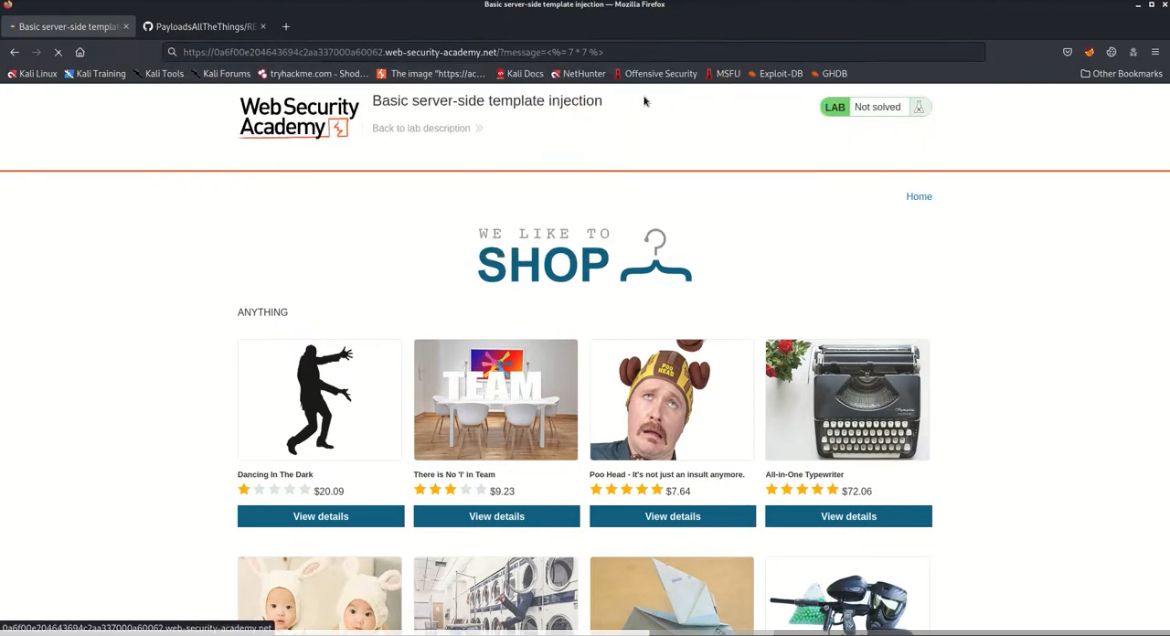 Basic server-side template injection — Mozilla Firefox
Basic server-side templat
PayloadsAllTheThings/RE
https://0a6f00e204643694c2aa337000a60062.web-security-academy.net/?message=<%= 7 * 7 %>
Kali Linux Kali Training Kali Tools Kali Forums tryhackme.com - Shod… The image "https://ac… Kali Docs NetHunter Offensive Security MSFU Exploit-DB GHDB Other Bookmarks
Web Security
Academy
Basic server-side template injection
Back to lab description
LAB Not solved
Home
WE LIKE TO
SHOP
ANYTHING
TEAM
POO
HEAD
Dancing In The Dark
$20.09
View details
There is No 'I' in Team
$9.23
View details
Poo Head - It's not just an insult anymore.
$7.64
View details
All-in-One Typewriter
$72.06
View details
0a6f00e204643694c2aa337000a60062.web-security-academy.net